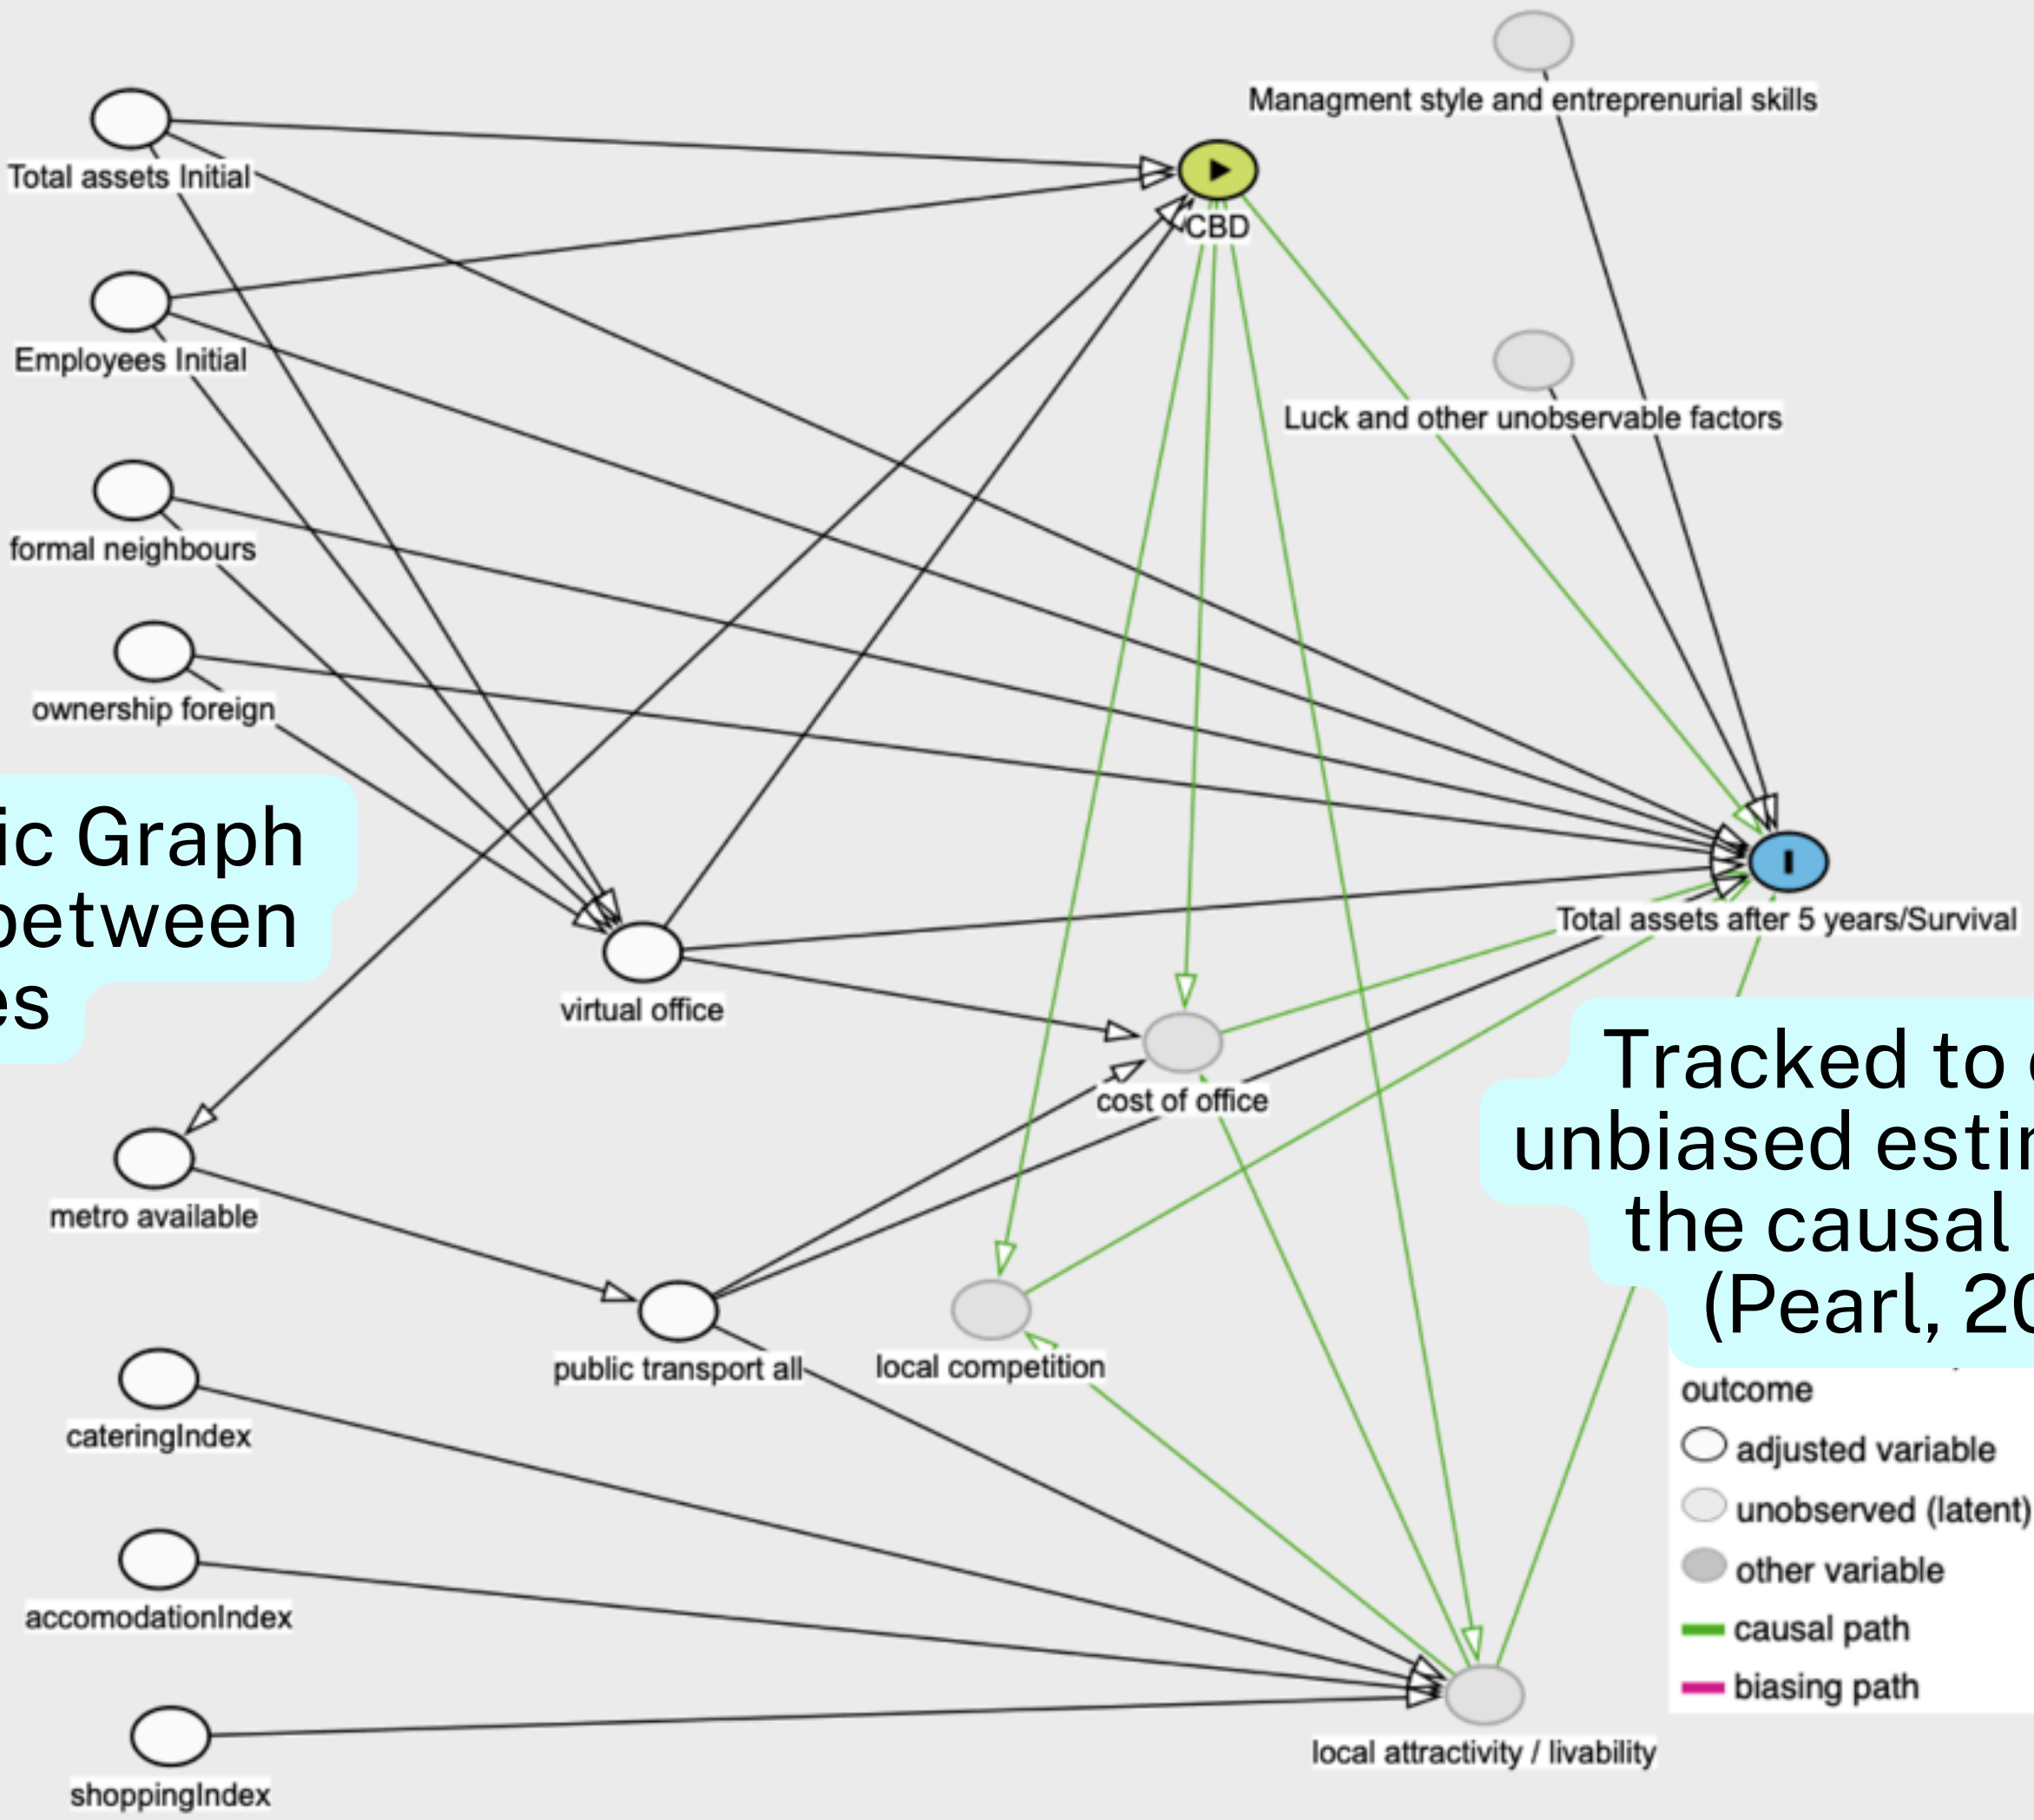 Managment style and entreprenurial skills
Total assets Initial
CBD
Employees Initial
Luck and other unobservable factors
formal neighbours
ownership foreign
ic Graph
between
es
Total assets after 5 years/Survival
virtual office
Tracked to
unbiased
the causal
(Pearl, 20
cost of office
metro available
public transport all
local competition
outcome
cateringIndex
adjusted variable
unobserved (latent)
other variable
accomodationIndex
causal path
biasing path
local attractivity / livability
shoppingIndex